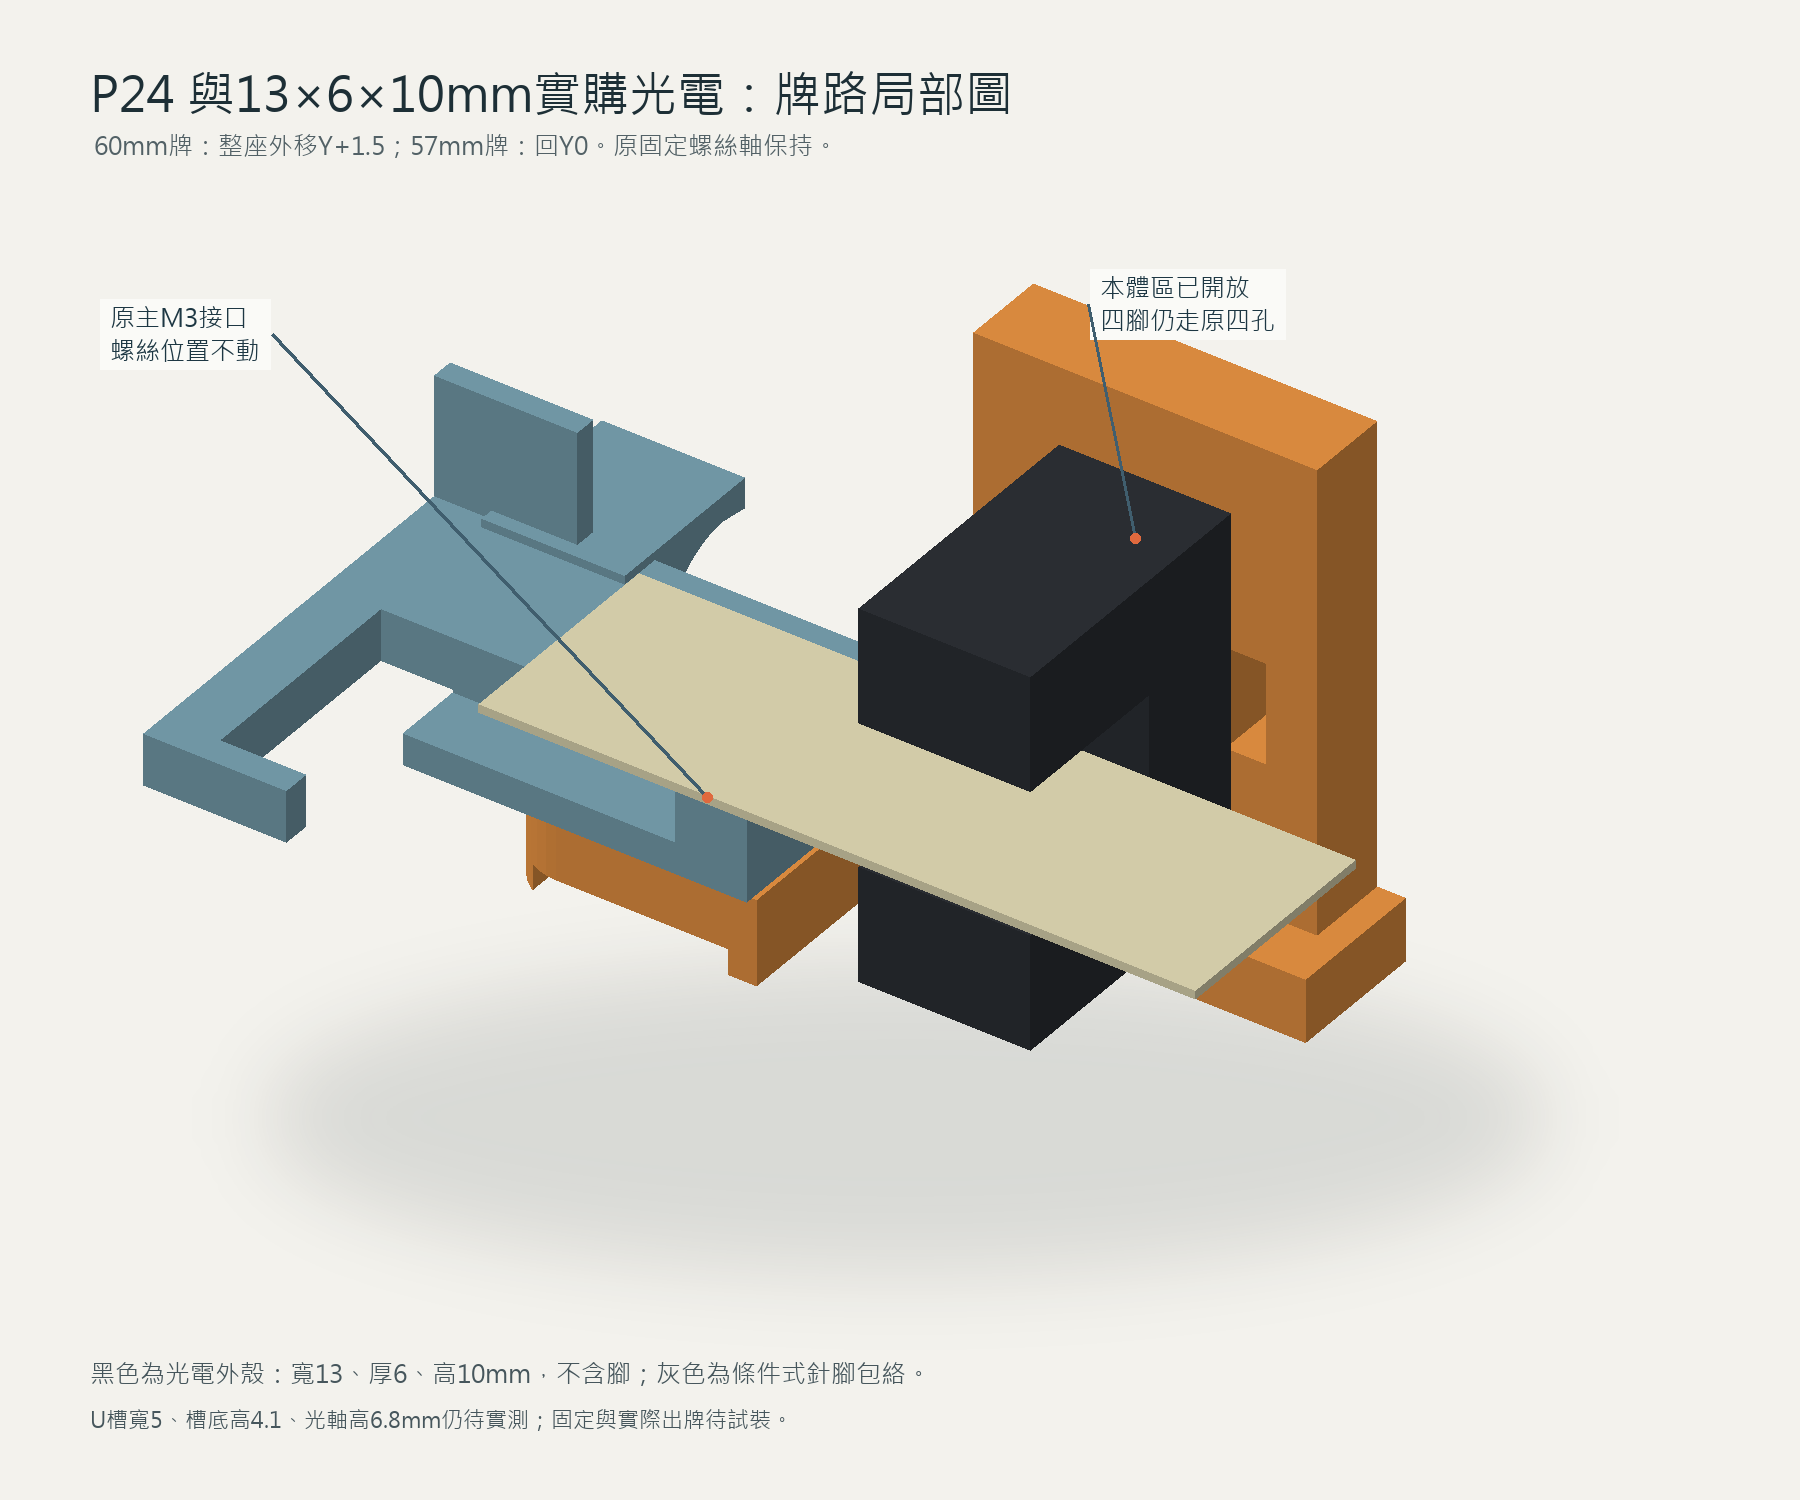 P24 與13×6×10mm實購光電：牌路局部圖
60mm牌：整座外移Y+1.5；57mm牌：回Y0。原固定螺絲軸保持。
原主M3接口
螺絲位置不動
本體區已開放
四腳仍走原四孔
黑色為光電外殼：寬13、厚6、高10mm，不含腳；灰色為條件式針腳包絡。
U槽寬5、槽底高4.1、光軸高6.8mm仍待實測；固定與實際出牌待試裝。